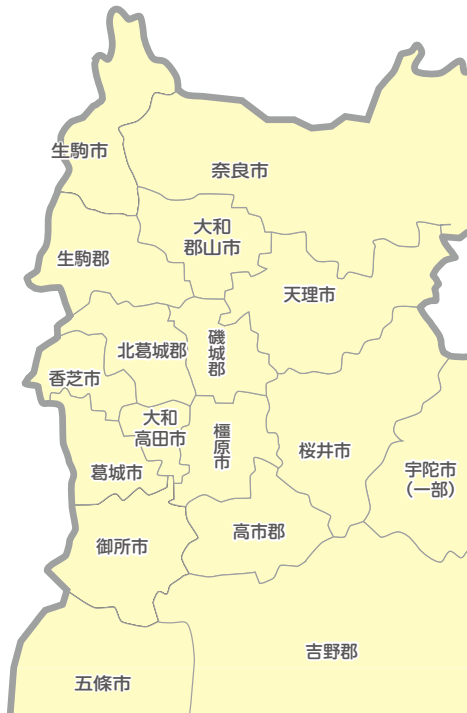 生駒市
奈良市
大和
郡山市
生駒郡
天理市
北葛城郡
磯城郡
香芝市
大和
高田市
橿原市
桜井市
葛城市
宇陀市
（一部）
高市郡
御所市
吉野郡
五條市